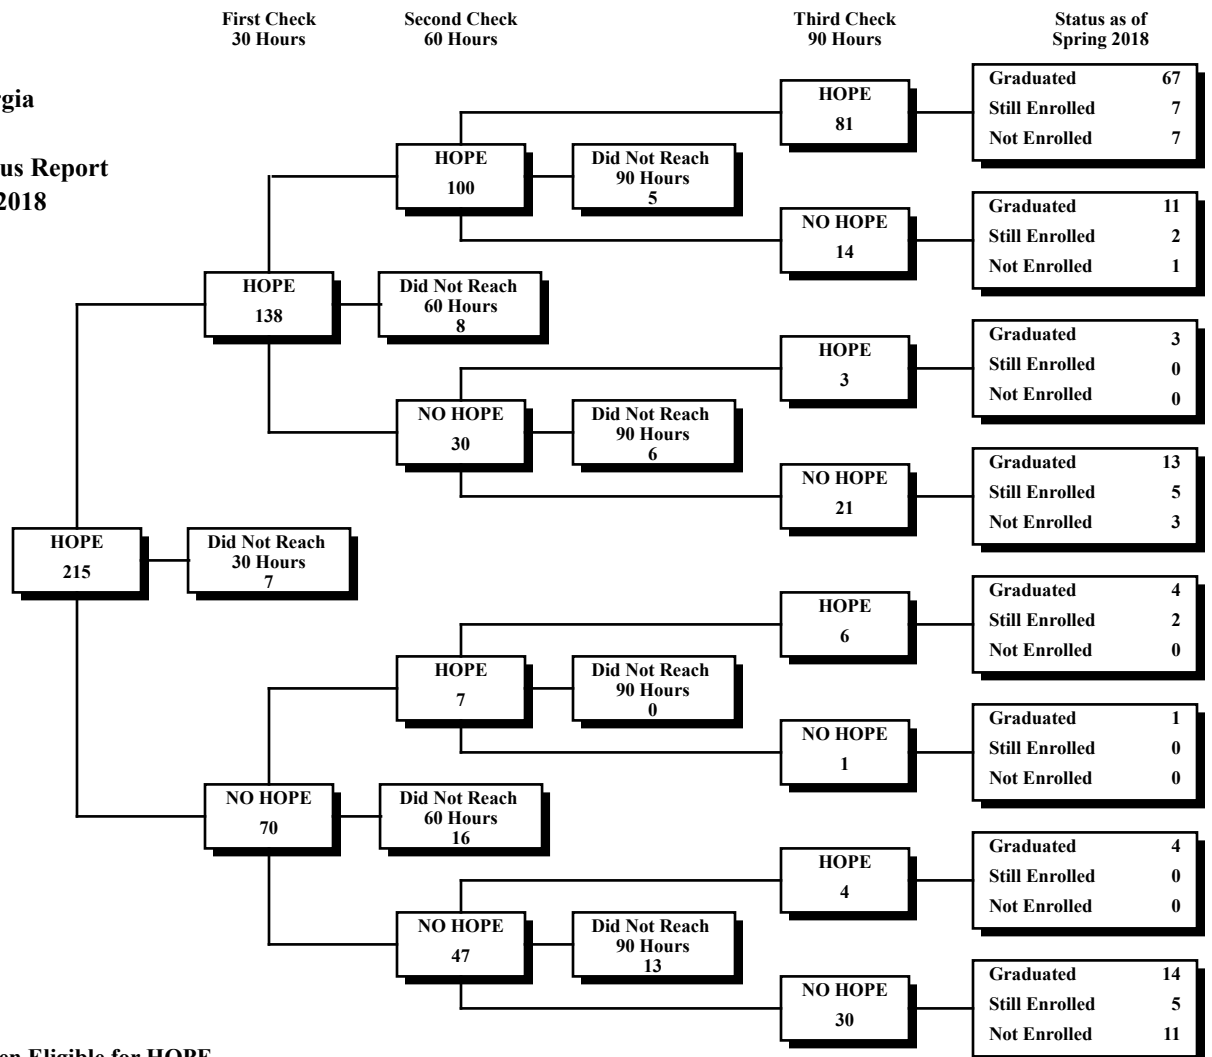 First Check
30 Hours
Second Check
60 Hours
Third Check
90 Hours
Status as of
Spring 2018
Report
2018
HOPE
81
Graduated 67
Still Enrolled 7
Not Enrolled 7
HOPE
100
Did Not Reach
90 Hours
5
NO HOPE
14
Graduated 11
Still Enrolled 2
Not Enrolled 1
HOPE
138
Did Not Reach
60 Hours
8
HOPE
3
Graduated 3
Still Enrolled 0
Not Enrolled 0
NO HOPE
30
Did Not Reach
90 Hours
6
NO HOPE
21
Graduated 13
Still Enrolled 5
Not Enrolled 3
HOPE
215
Did Not Reach
30 Hours
7
HOPE
6
Graduated 4
Still Enrolled 2
Not Enrolled 0
HOPE
7
Did Not Reach
90 Hours
0
NO HOPE
1
Graduated 1
Still Enrolled 0
Not Enrolled 0
NO HOPE
70
Did Not Reach
60 Hours
16
HOPE
4
Graduated 4
Still Enrolled 0
Not Enrolled 0
NO HOPE
47
Did Not Reach
90 Hours
13
NO HOPE
30
Graduated 14
Still Enrolled 5
Not Enrolled 11
Eligible for HOPE